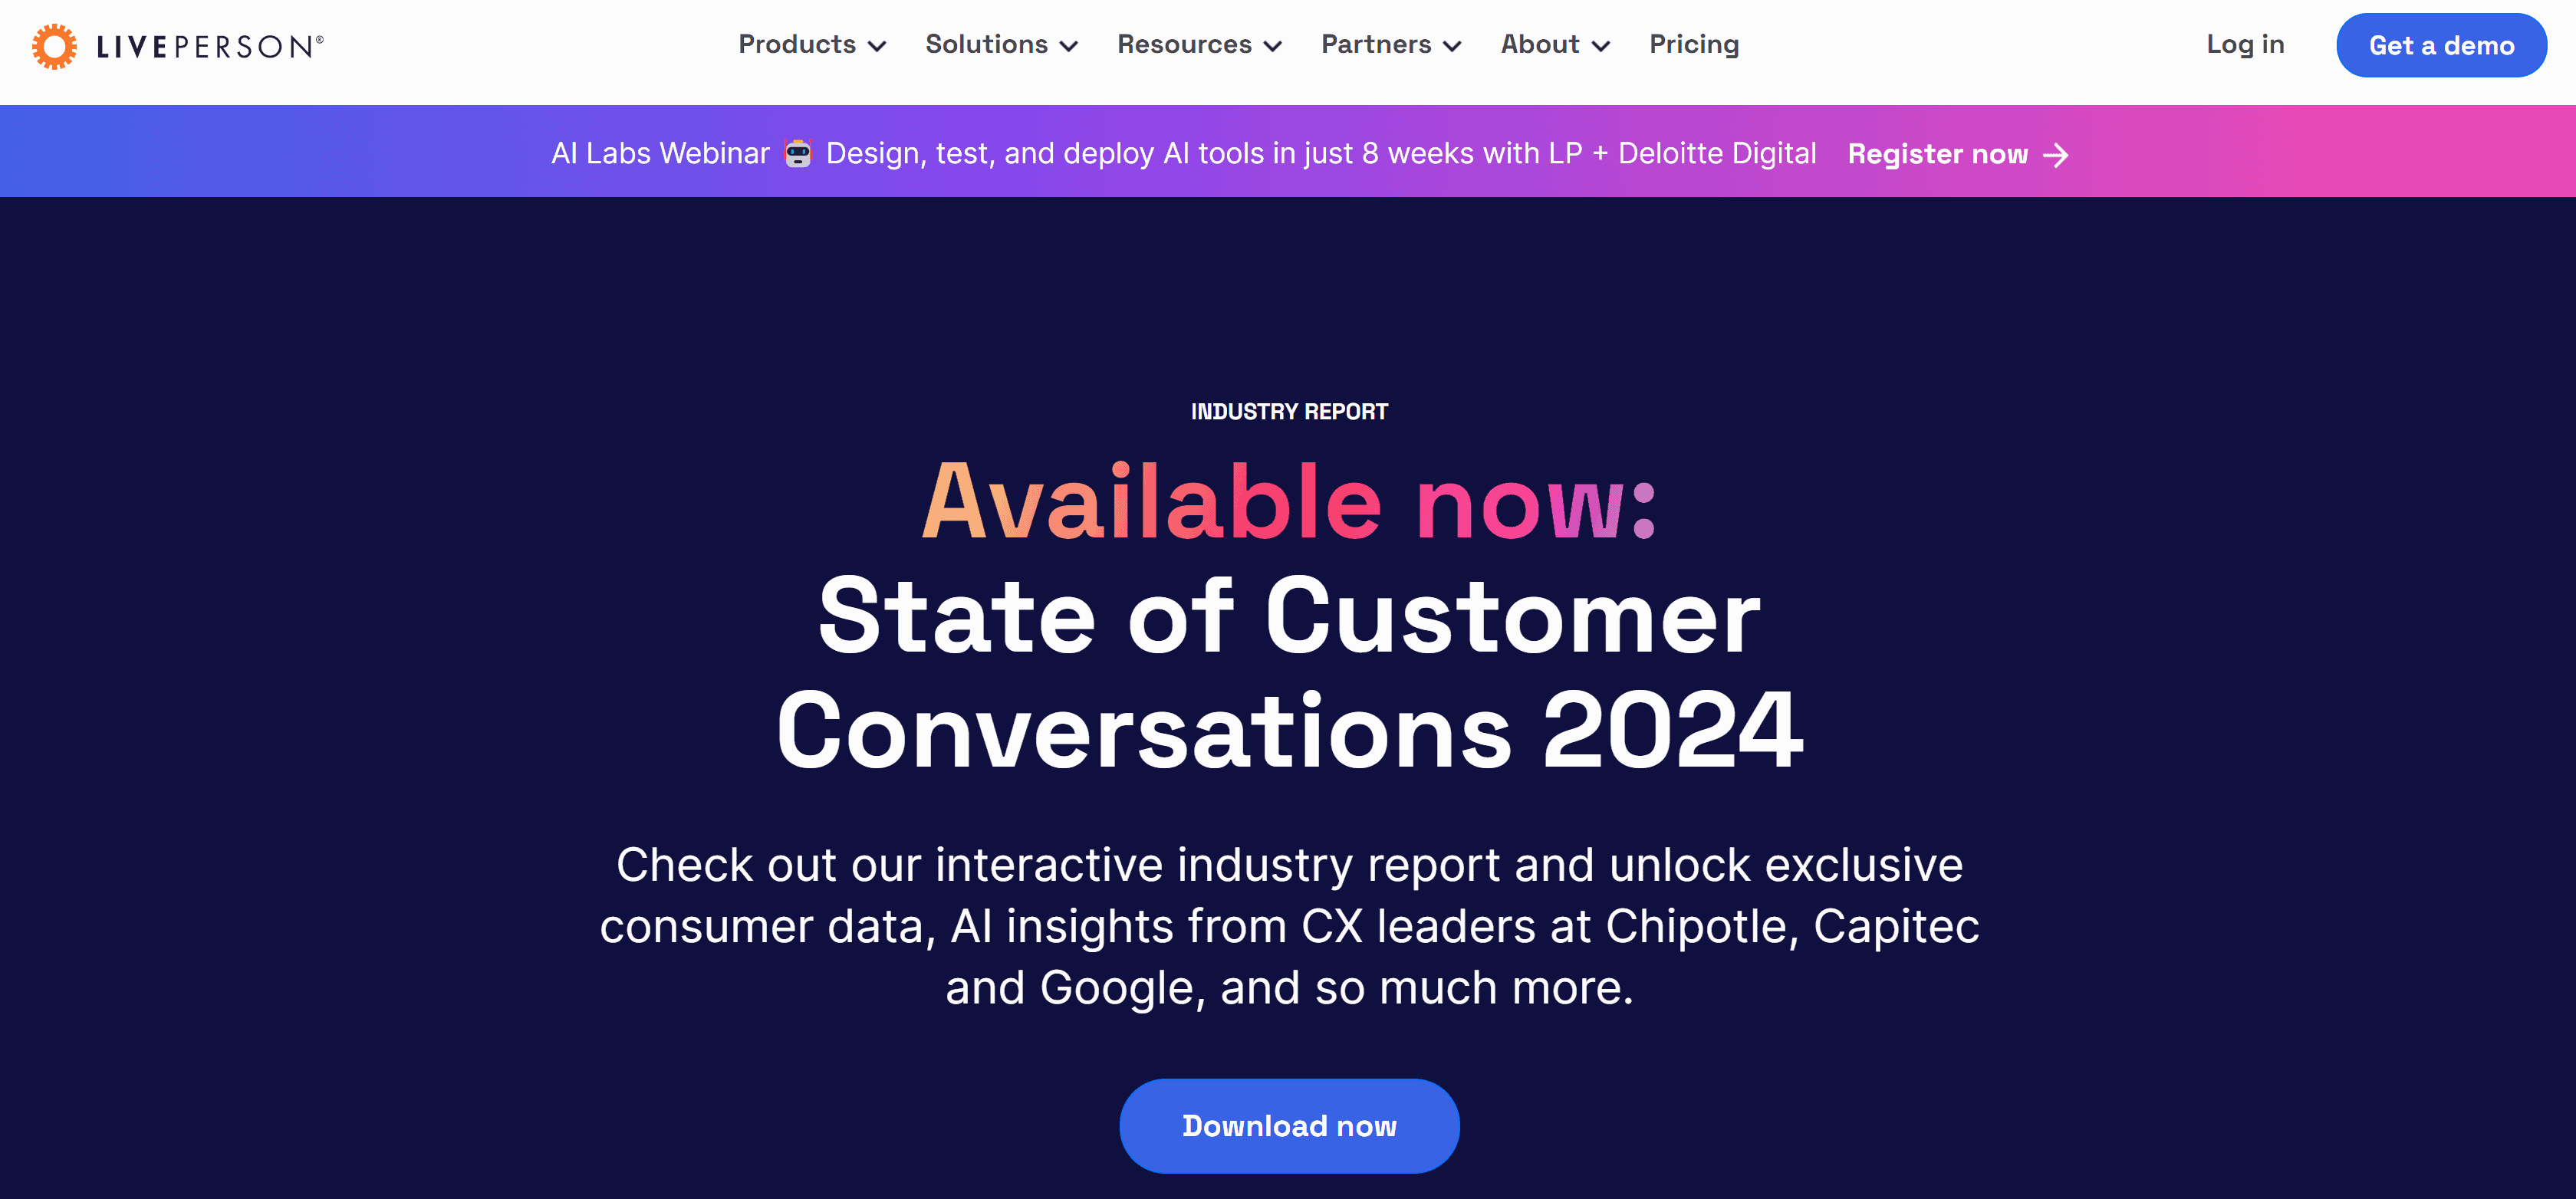 LIVEPERSON®
Products
Solutions
Resources
Partners
About
Pricing
Log in
Get a demo
AI Labs Webinar 🤖 Design, test, and deploy AI tools in just 8 weeks with LP + Deloitte Digital Register now →
INDUSTRY REPORT
Available now:
State of Customer
Conversations 2024
Check out our interactive industry report and unlock exclusive
consumer data, AI insights from CX leaders at Chipotle, Capitec
and Google, and so much more.
Download now